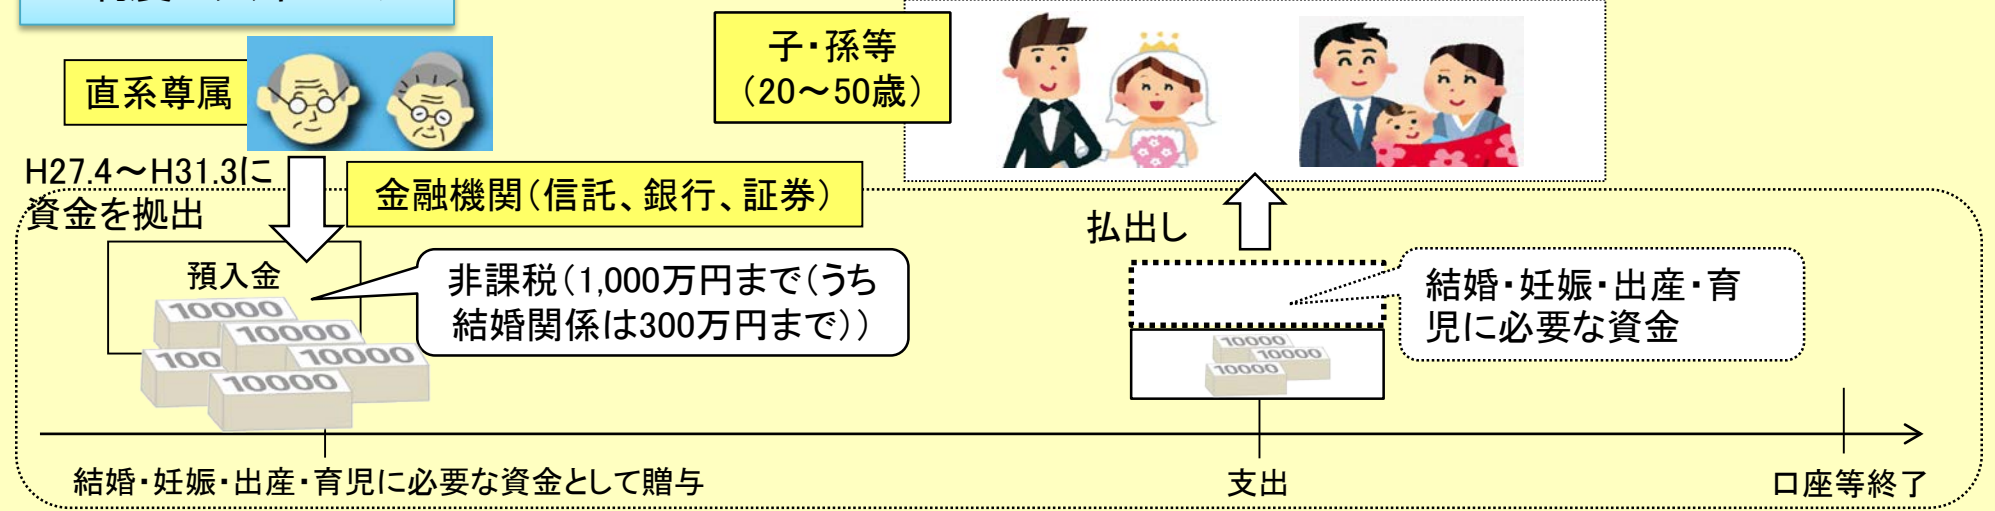 直系尊属
子・孫等
（20～50歳）
H27.4～H31.3に
資金を拠出
金融機関（信託、銀行、証券）
払出し
預入金
非課税（1,000万円まで（うち
結婚関係は300万円まで））
結婚・妊娠・出産・育
児に必要な資金
10000
10000
100
10000
10000
10000
10000
10000
結婚・妊娠・出産・育児に必要な資金として贈与
支出
口座等終了